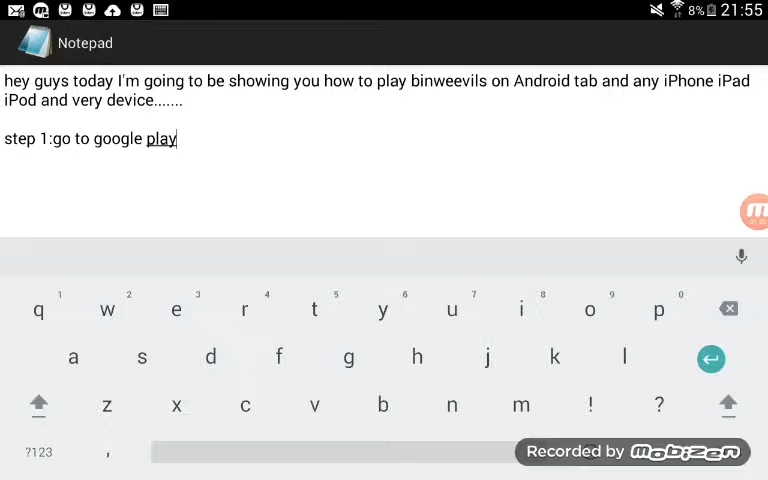 8% 21:55
Notepad
hey guys today I'm going to be showing you how to play binweevils on Android tab and any iPhone iPad
iPod and very device.......
step 1:go to google play
1 2 3 4 5 6 7 8 9 0
q w e r t y u i o p
a s d f g h j k l
z x c v b n m ! ?
?123 ,
Recorded by mobizen